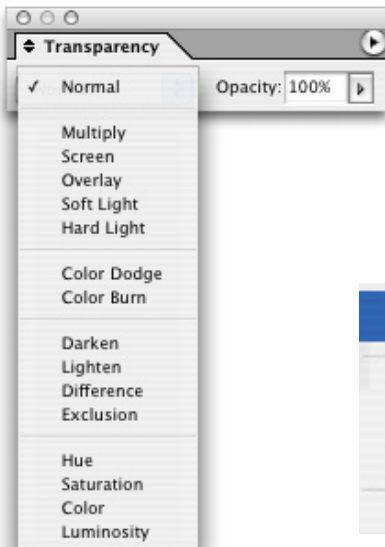 Transparency
Normal
Opacity: 100%
Multiply
Screen
Overlay
Soft Light
Hard Light
Color Dodge
Color Burn
Darken
Lighten
Difference
Exclusion
Hue
Saturation
Color
Luminosity